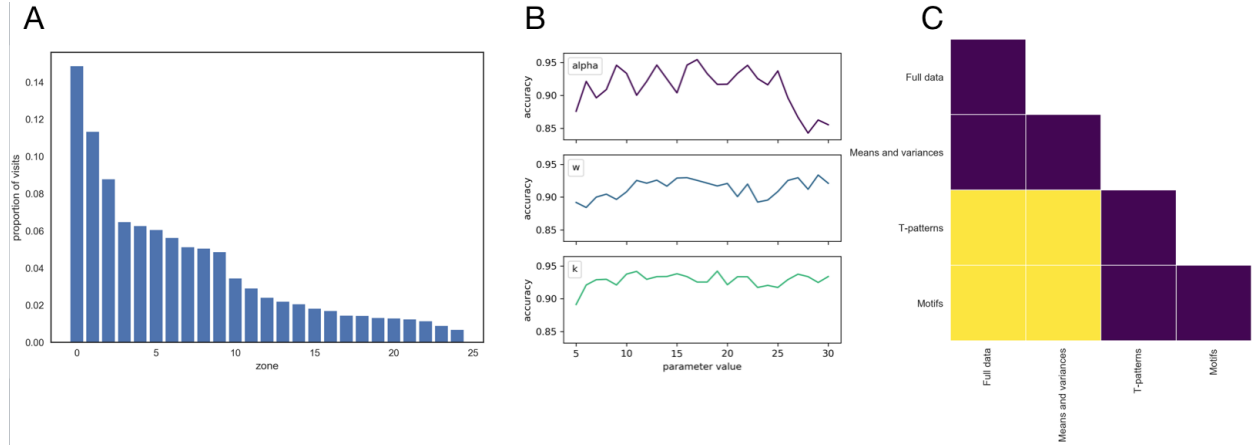 A
B
C
0.14
0.12
0.10
0.08
0.06
0.04
0.02
0.00
proportion of visits
0 5 10 15 20 25
zone
alpha
0.95
0.90
0.85
accuracy
w
0.95
0.90
0.85
accuracy
k
0.95
0.90
0.85
accuracy
5 10 15 20 25 30
parameter value
Full data
Means and variances
T-patterns
Motifs
Full data
Means and variances
T-patterns
Motifs